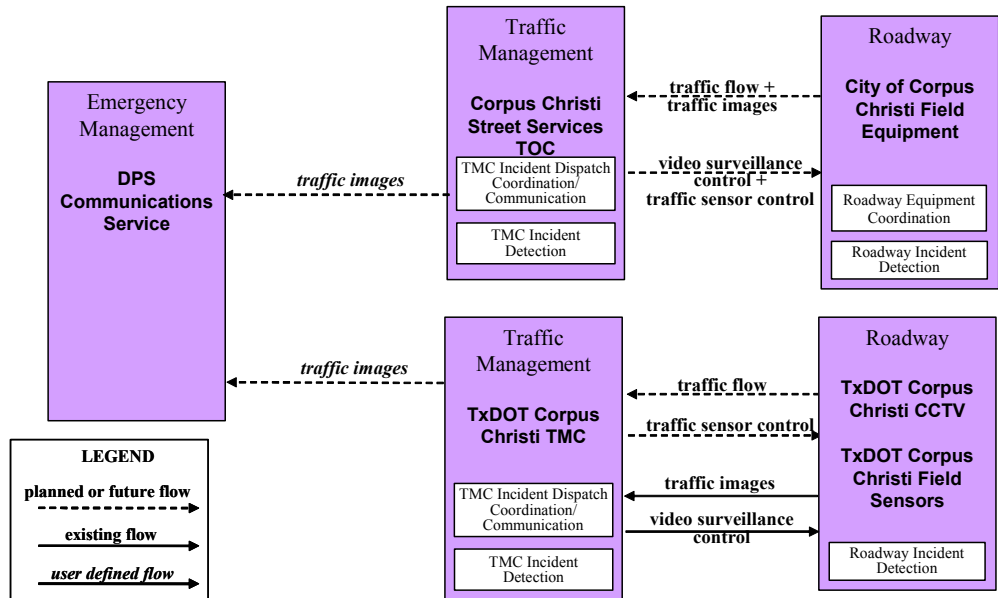 Emergency
Management
DPS
Communications
Service
traffic images
traffic images
Traffic
Management
Corpus Christi
Street Services
TOC
TMC Incident Dispatch
Coordination/
Communication
TMC Incident
Detection
traffic flow +
traffic images
video surveillance
control +
traffic sensor control
Roadway
City of Corpus
Christi Field
Equipment
Roadway Equipment
Coordination
Roadway Incident
Detection
Traffic
Management
TxDOT Corpus
Christi TMC
TMC Incident Dispatch
Coordination/
Communication
TMC Incident
Detection
traffic flow
traffic sensor control
traffic images
video surveillance
control
Roadway
TxDOT Corpus
Christi CCTV
TxDOT Corpus
Christi Field
Sensors
Roadway Incident
Detection
LEGEND
planned or future flow
existing flow
user defined flow